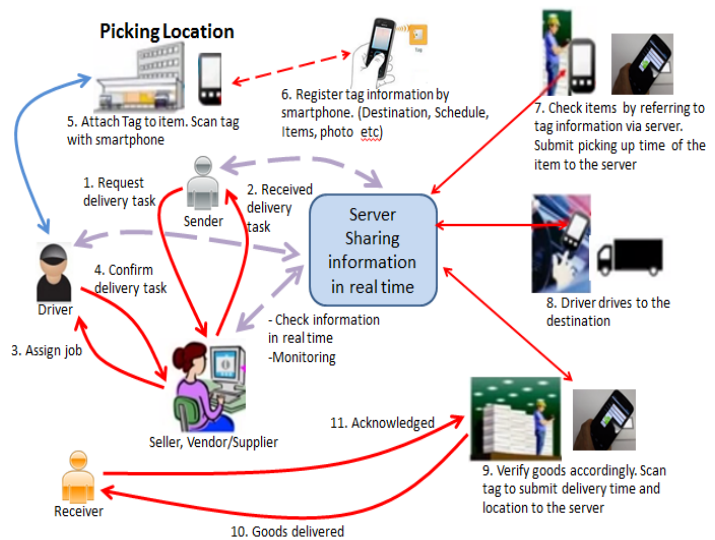 Picking Location
5. Attach Tag to item. Scan tag
with smartphone
Tag
6. Register tag information by
smartphone. (Destination, Schedule,
Items, photo etc)
7. Check items by referring to
tag information via server.
Submit picking up time of the
item to the server
1. Request
delivery task
Sender
2. Received
delivery
task
Server
Sharing
information
in real time
4. Confirm
delivery task
Driver
3. Assign job
- Check information
in real time
-Monitoring
8. Driver drives to the
destination
Seller, Vendor/Supplier
11. Acknowledged
9. Verify goods accordingly. Scan
tag to submit delivery time and
location to the server
Receiver
10. Goods delivered